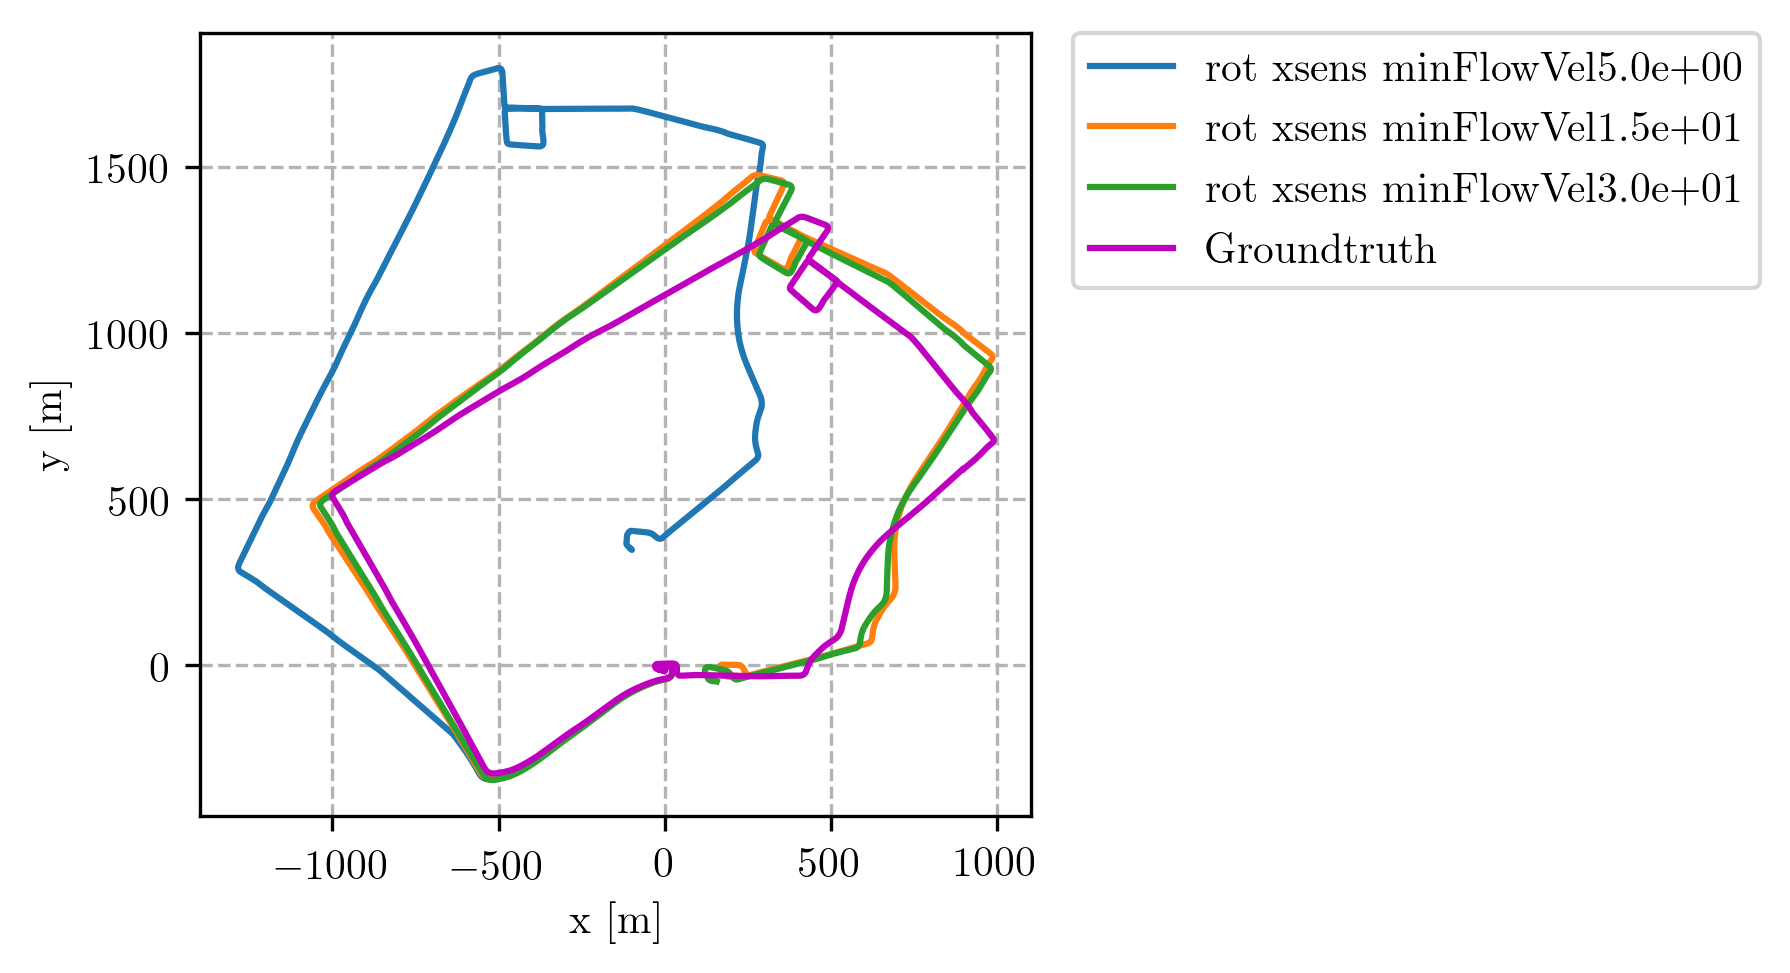 rot xsens minFlowVel5.0e+00
rot xsens minFlowVel1.5e+01
rot xsens minFlowVel3.0e+01
Groundtruth
1500
1000
500
0
y [m]
−1000
−500
0
500
1000
x [m]